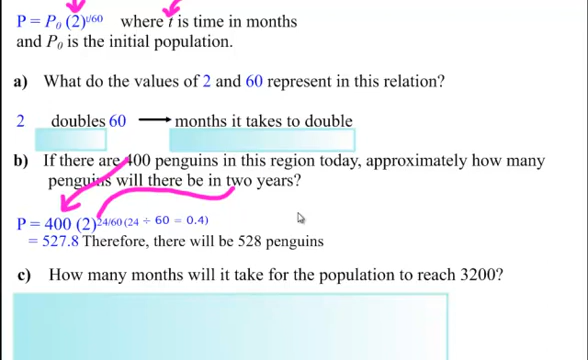 P = P₀ (2)^t/60 where t is time in months
and P₀ is the initial population.
a) What do the values of 2 and 60 represent in this relation?
2 doubles 60 → months it takes to double
b) If there are 400 penguins in this region today, approximately how many
penguins will there be in two years?
P = 400 (2)^24/60 (24 ÷ 60 = 0.4)
= 527.8 Therefore, there will be 528 penguins
c) How many months will it take for the population to reach 3200?